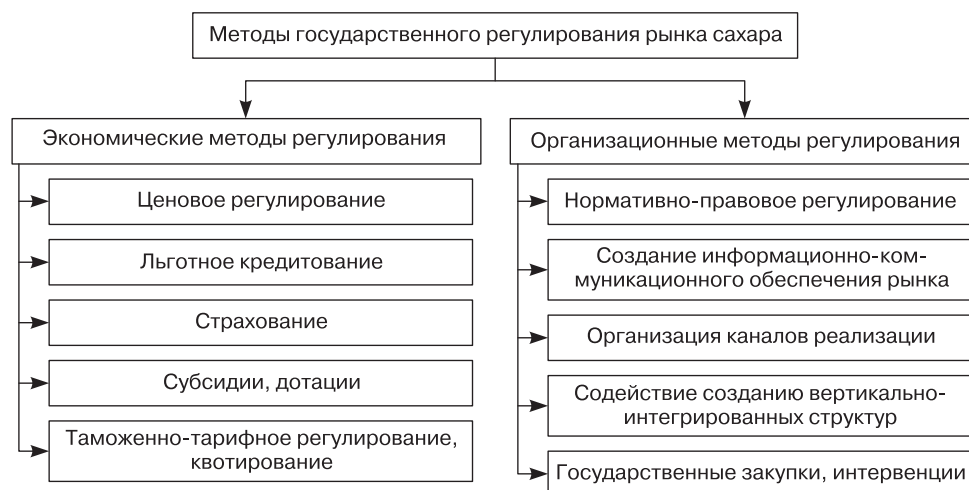 Методы государственного регулирования рынка сахара
Экономические методы регулирования
Ценовое регулирование
Льготное кредитование
Страхование
Субсидии, дотации
Таможенно-тарифное регулирование,
квотирование
Организационные методы регулирования
Нормативно-правовое регулирование
Создание информационно-ком-
муникационного обеспечения рынка
Организация каналов реализации
Содействие созданию вертикально-
интегрированных структур
Государственные закупки, интервенции